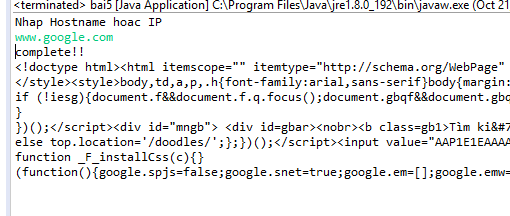 <terminated> bai5 [Java Application] C:\Program Files\Java\jre1.8.0_192\bin\javaw.exe (Oct 21
Nhap Hostname hoac IP
www.google.com
complete!!
<!doctype html><html itemscope="" itemtype="http://schema.org/WebPage"
</style><style>body,td,a,p,.h{font-family:arial,sans-serif}body{margin:
if (!iesg){document.f&&document.f.q.focus();document.gbqf&&document.gbq
}
})();</script><div id="mngb"> <div id=gbar><nobr><b class=gb1>Tìm ki&#7
else top.location='/doodles/';};})();</script><input value="AAP1E1EAAAA
function _F_installCss(c){}
(function(){google.spjs=false;google.snet=true;google.em=[];google.emw=